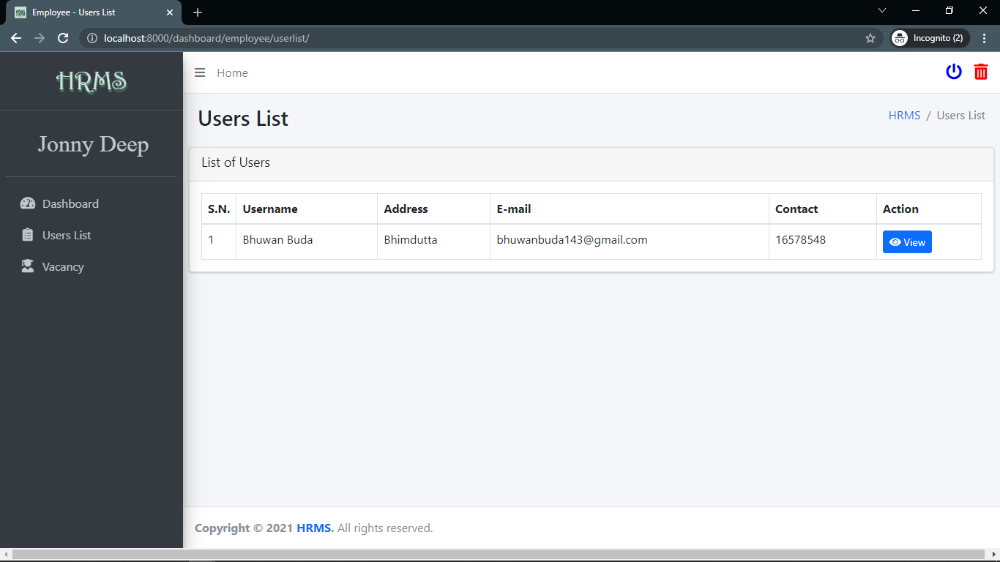 Employee - Users List
localhost:8000/dashboard/employee/userlist/
Incognito (2)
HRMS
Home
Jonny Deep
Users List
HRMS / Users List
Dashboard
Users List
Vacancy
List of Users
S.N. Username Address E-mail Contact Action
1 Bhuwan Buda Bhimdutta bhuwanbuda143@gmail.com 16578548 View
Copyright © 2021 HRMS. All rights reserved.